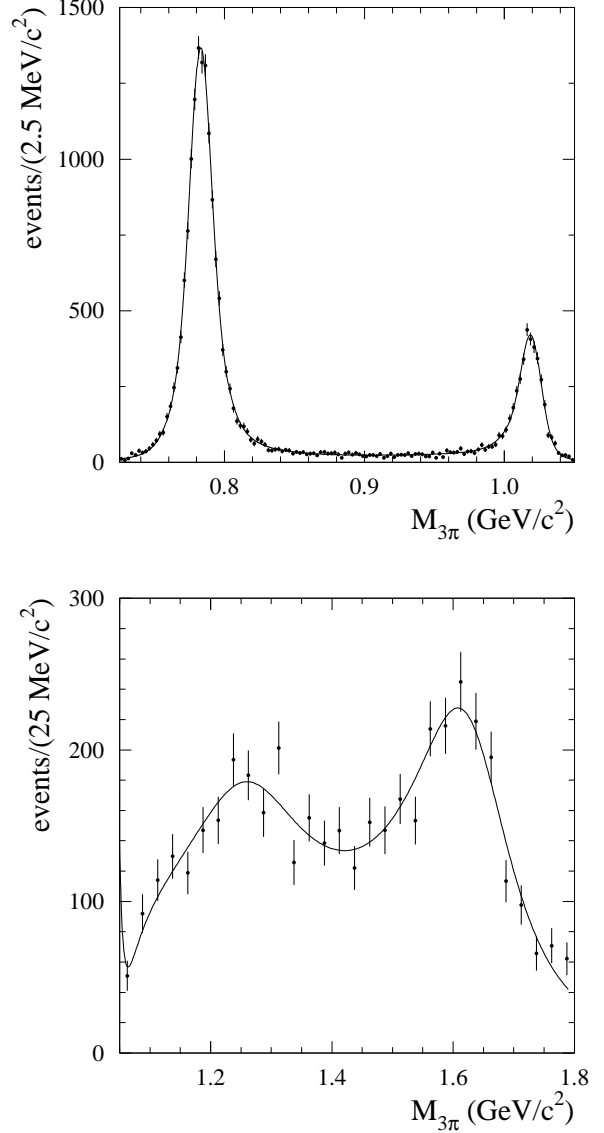 events/(2.5 MeV/c²)
1500
1000
500
0
0.8 0.9 1.0
M₃π (GeV/c²)
events/(25 MeV/c²)
300
200
100
0
1.2 1.4 1.6 1.8
M₃π (GeV/c²)